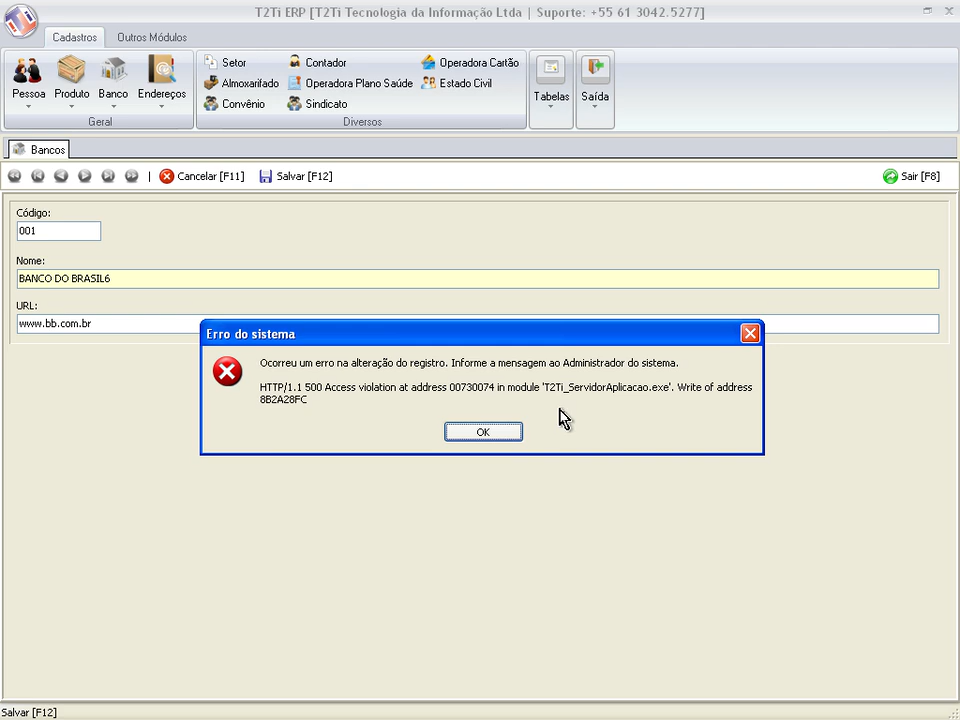 T2Ti ERP [T2Ti Tecnologia da Informação Ltda | Suporte: +55 61 3042.5277]
Cadastros Outros Módulos
Setor Contador Operadora Cartão
Almoxarifado Operadora Plano Saúde Estado Civil
Convênio Sindicato
Pessoa Produto Banco Endereços Tabelas Saída
Geral Diversos
Bancos
Cancelar [F11] Salvar [F12] Sair [F8]
Código:
001
Nome:
BANCO DO BRASIL6
URL:
www.bb.com.br
Erro do sistema
Ocorreu um erro na alteração do registro. Informe a mensagem ao Administrador do sistema.
HTTP/1.1 500 Access violation at address 00730074 in module 'T2Ti_ServidorAplicacao.exe'. Write of address
8B2A28FC
OK
Salvar [F12]